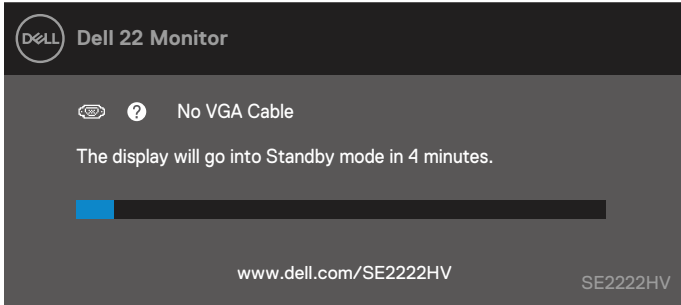 DELL
Dell 22 Monitor
? No VGA Cable
The display will go into Standby mode in 4 minutes.
www.dell.com/SE2222HV
SE2222HV